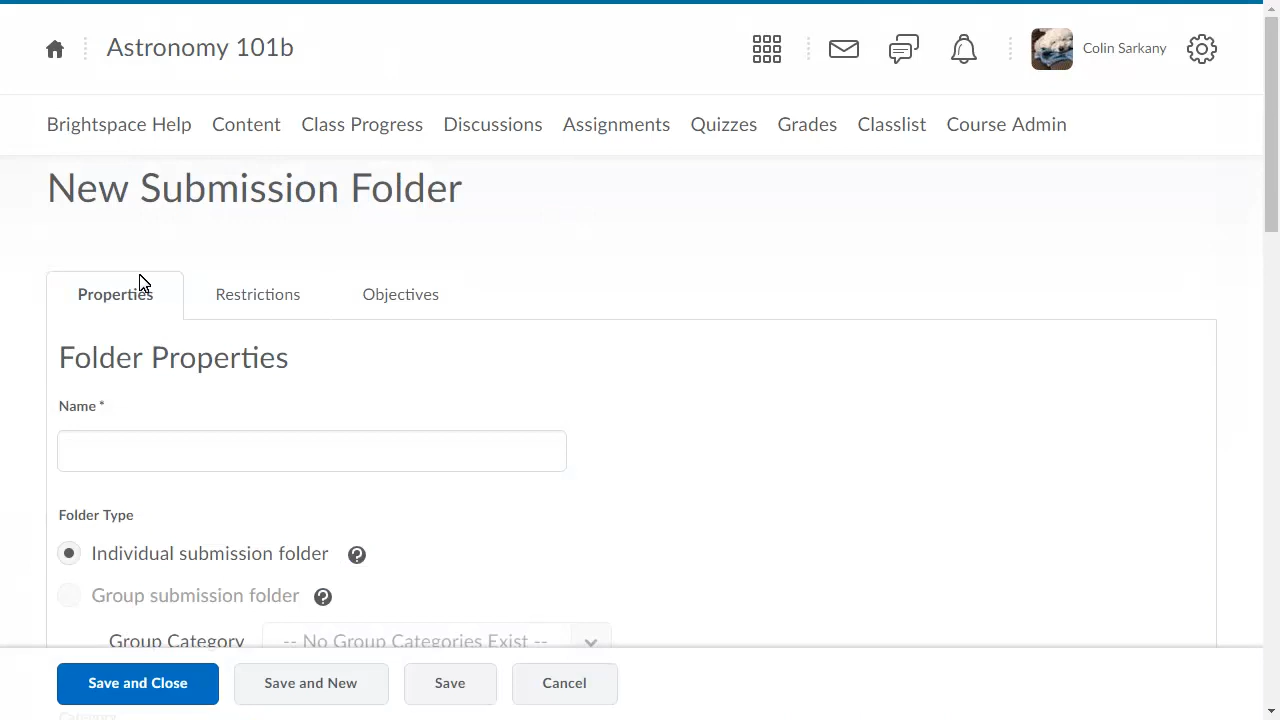 Astronomy 101b
Colin Sarkany
Brightspace Help Content Class Progress Discussions Assignments Quizzes Grades Classlist Course Admin
New Submission Folder
Properties Restrictions Objectives
Folder Properties
Name *
Folder Type
Individual submission folder
Group submission folder
Group Category -- No Group Categories Exist --
Save and Close Save and New Save Cancel
Category